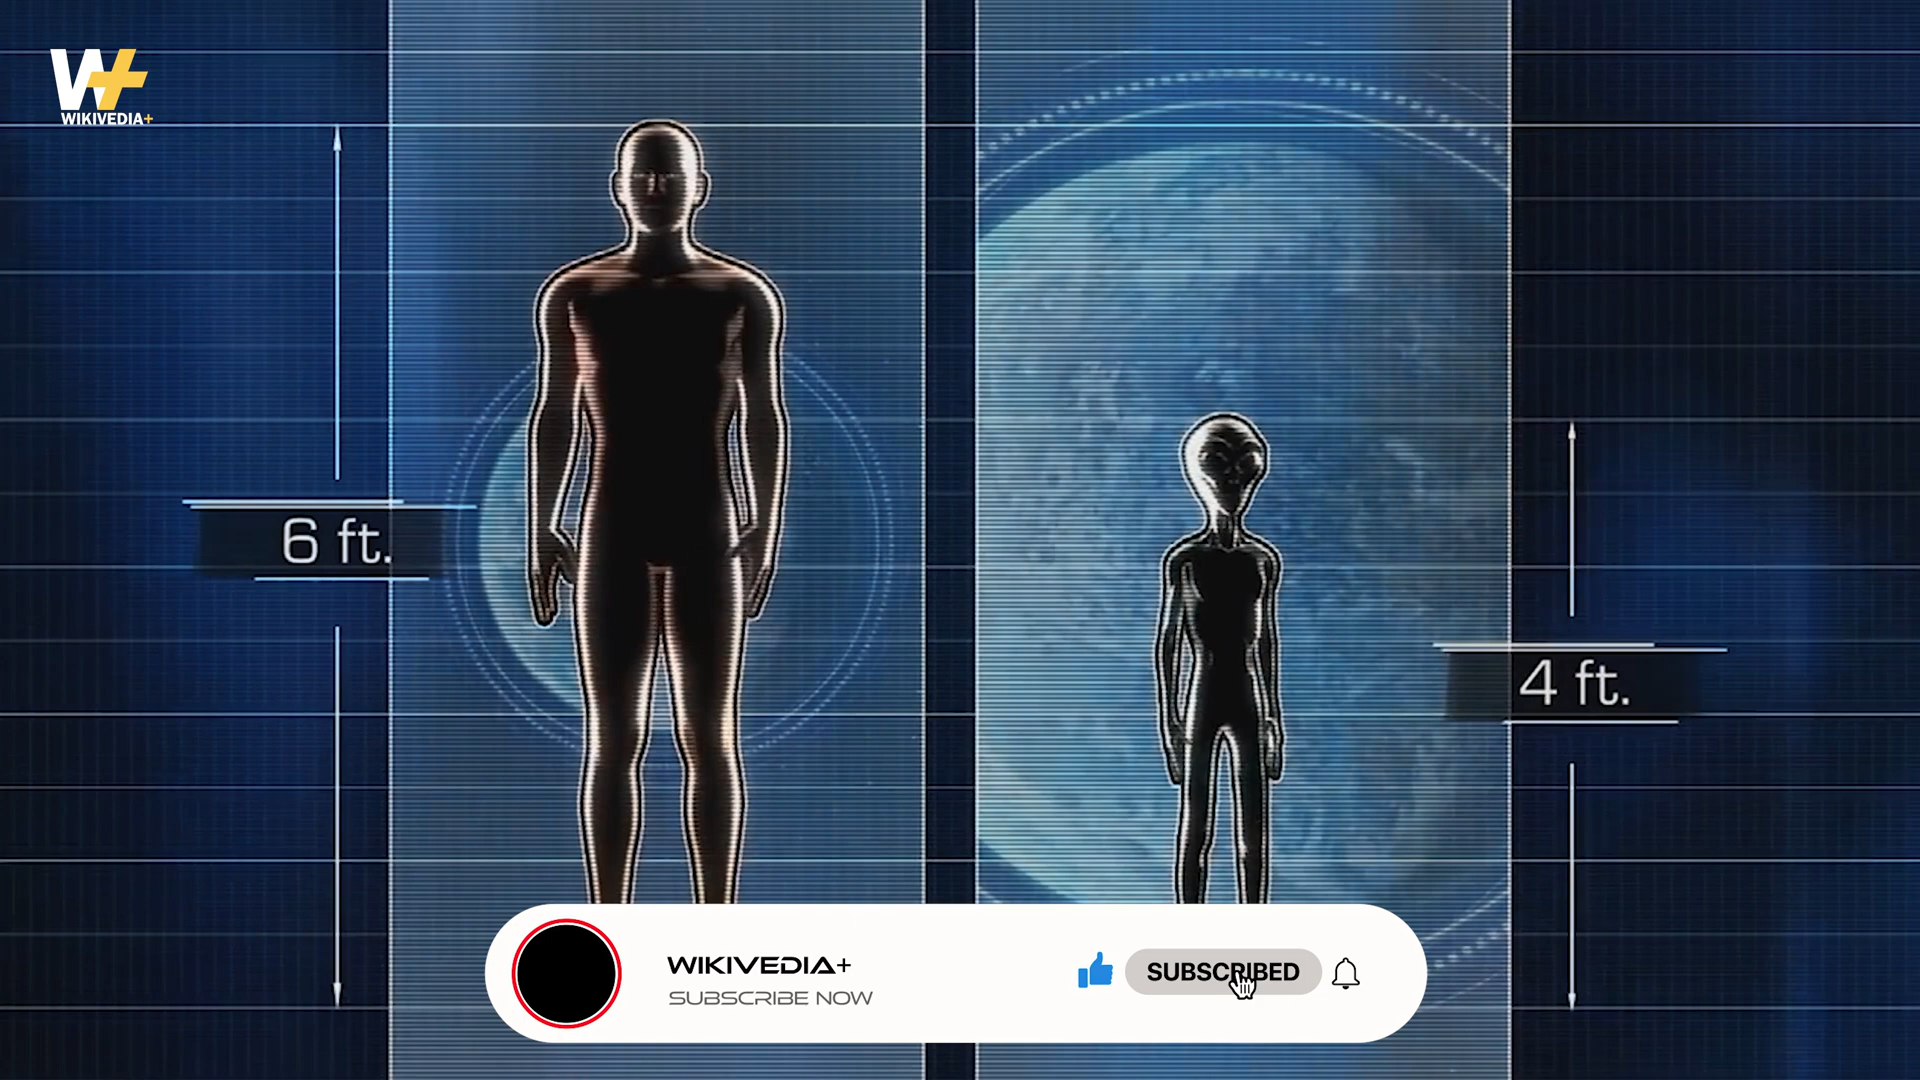 W+
WIKIVEDIA+
6 ft.
4 ft.
WIKIVEDIA+
SUBSCRIBE NOW
SUBSCRIBED